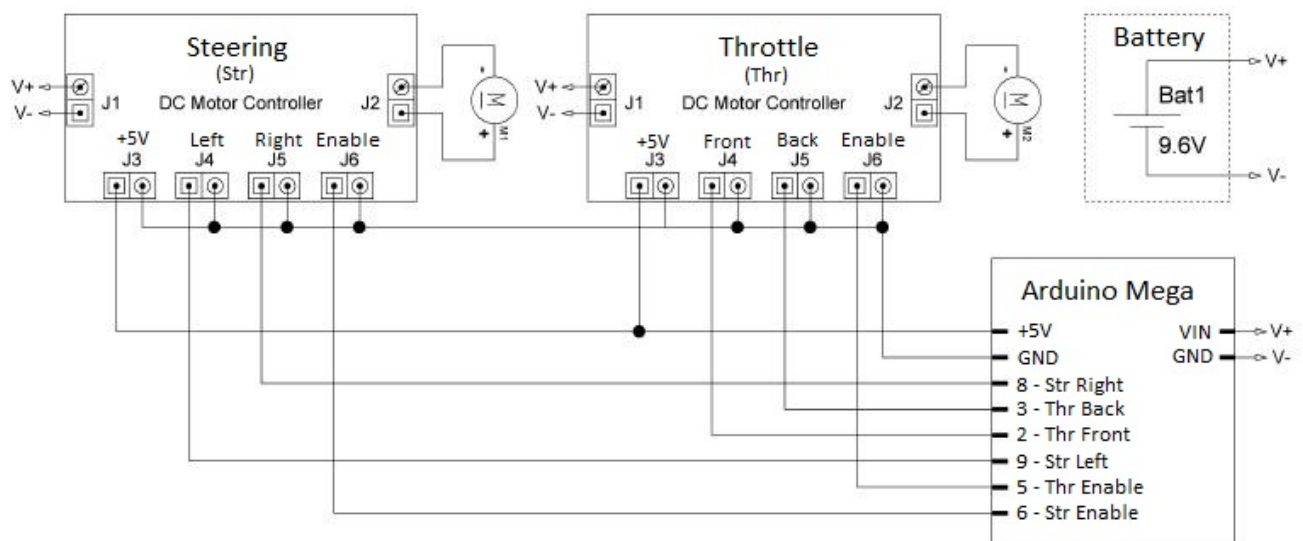 Steering
(Str)
DC Motor Controller
V+
V-
J1
J2
+5V Left Right Enable
J3 J4 J5 J6
-
M
+
M1
Throttle
(Thr)
DC Motor Controller
V+
V-
J1
J2
+5V Front Back Enable
J3 J4 J5 J6
-
M
+
M2
Battery
V+
Bat1
9.6V
V-
Arduino Mega
+5V VIN V+
GND GND V-
8 - Str Right
3 - Thr Back
2 - Thr Front
9 - Str Left
5 - Thr Enable
6 - Str Enable